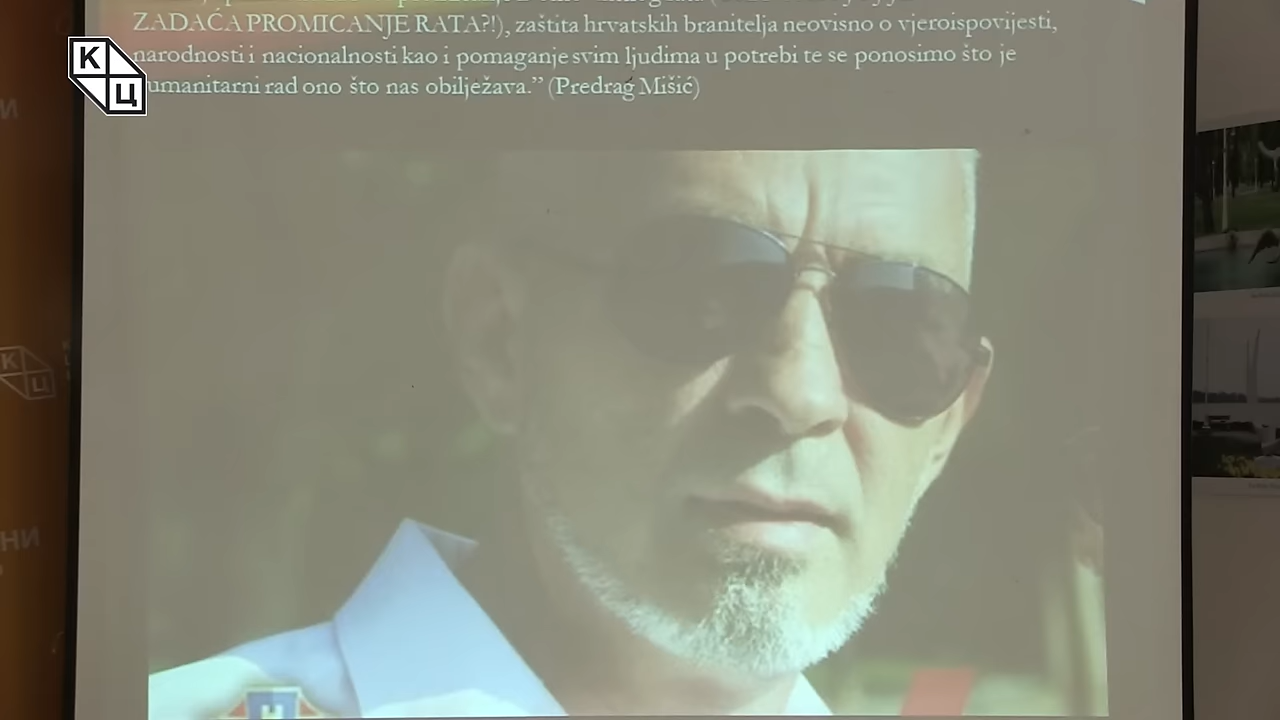 ZADAĆA PROMICANJE RATA?!), zaštita hrvatskih branitelja neovisno o vjeroispovijesti,
К
narodnosti i nacionalnosti kao i pomaganje svim ljudima u potrebi te se ponosimo što je
Ц
umanitarni rad ono što nas obilježava.” (Predrag Mišić)
К
Ц
НИ